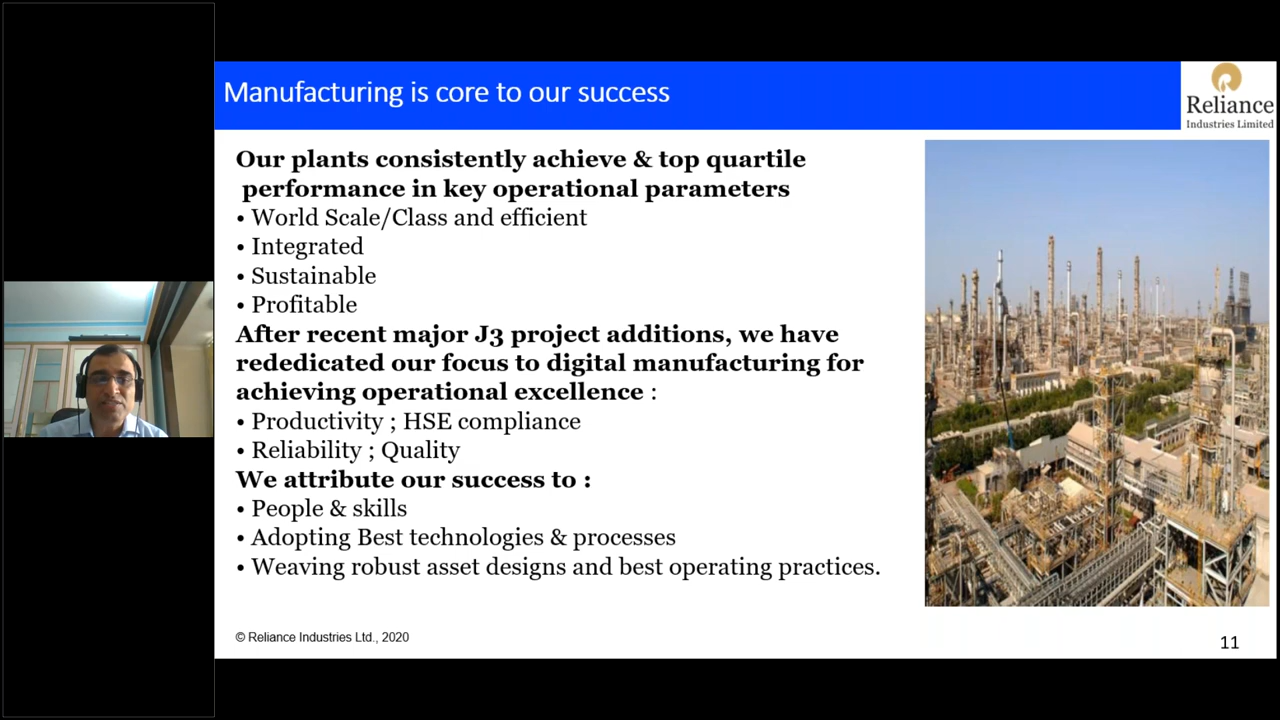 Manufacturing is core to our success
Reliance
Industries Limited
Our plants consistently achieve & top quartile
performance in key operational parameters
• World Scale/Class and efficient
• Integrated
• Sustainable
• Profitable
After recent major J3 project additions, we have
rededicated our focus to digital manufacturing for
achieving operational excellence :
• Productivity ; HSE compliance
• Reliability ; Quality
We attribute our success to :
• People & skills
• Adopting Best technologies & processes
• Weaving robust asset designs and best operating practices.
© Reliance Industries Ltd., 2020
11